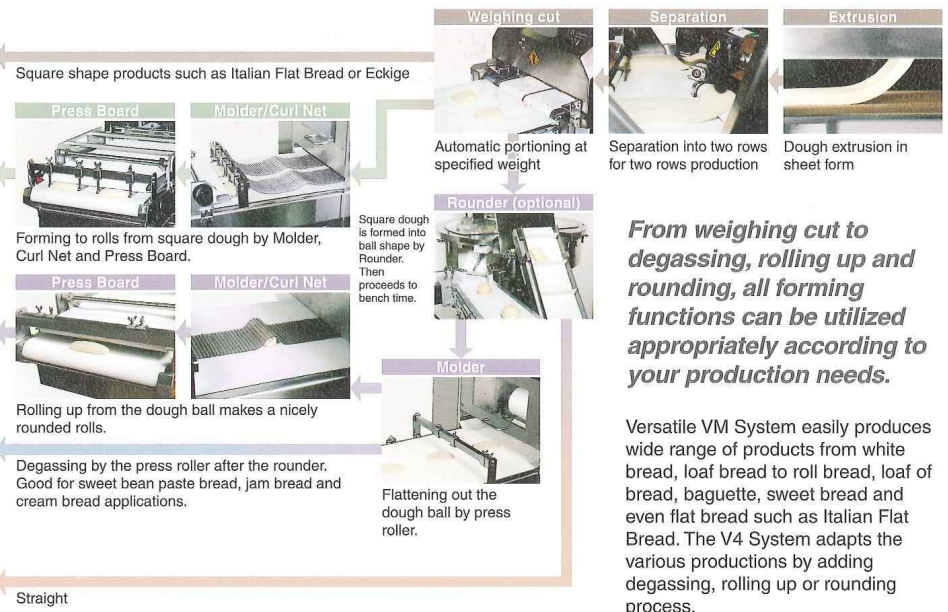 Weighing cut
Separation
Extrusion
Square shape products such as Italian Flat Bread or Eckige
Press Board
Molder/Curl Net
Automatic portioning at
specified weight
Separation into two rows
for two rows production
Dough extrusion in
sheet form
Forming to rolls from square dough by Molder,
Curl Net and Press Board.
Square dough
is formed into
ball shape by
Rounder.
Then
proceeds to
bench time.
Rounder (optional)
Press Board
Molder/Curl Net
Rolling up from the dough ball makes a nicely
rounded rolls.
Molder
Degassing by the press roller after the rounder.
Good for sweet bean paste bread, jam bread and
cream bread applications.
Flattening out the
dough ball by press
roller.
Straight
From weighing cut to
degassing, rolling up and
rounding, all forming
functions can be utilized
appropriately according to
your production needs.
Versatile VM System easily produces
wide range of products from white
bread, loaf bread to roll bread, loaf of
bread, baguette, sweet bread and
even flat bread such as Italian Flat
Bread. The V4 System adapts the
various productions by adding
degassing, rolling up or rounding
process.